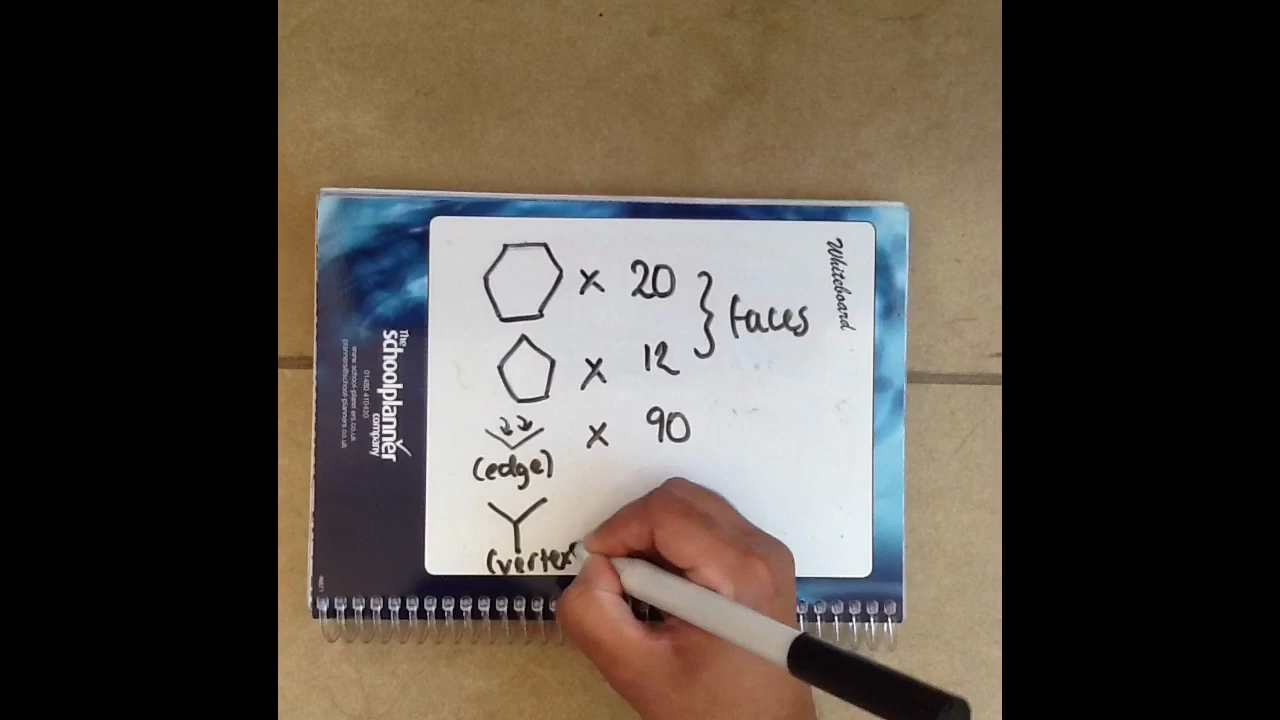 x 20
x 12
} faces
x 90
(edge)
(vertex
Whiteboard
The
schoolplanner
company